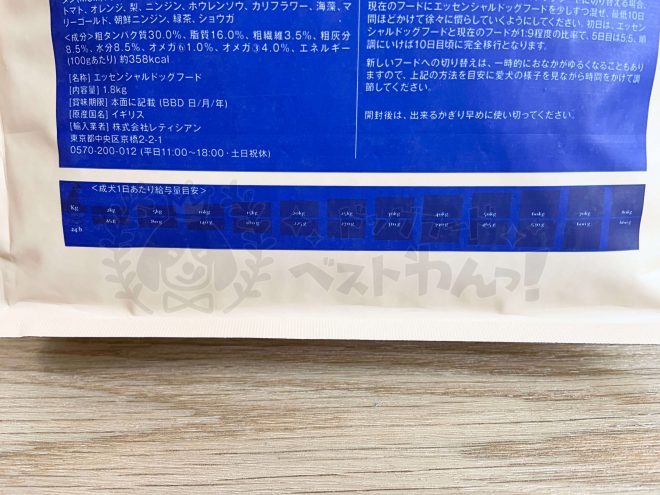 トマト、オレンジ、梨、ニンジン、ホウレンソウ、カリフラワー、海藻、マ
リーゴールド、朝鮮ニンジン、緑茶、ショウガ
<成分>粗タンパク質30.0%、脂質16.0%、粗繊維3.5%、粗灰分
8.5%、水分8.5%、オメガ⑥1.0%、オメガ③4.0%、エネルギー
(100gあたり) 約358kcal
[名称] エッセンシャルドッグフード
[内容量] 1.8kg
[賞味期限] 本面に記載 (BBD 日/月/年)
[原産国名] イギリス
[輸入業者] 株式会社レティシアン
東京都中央区京橋2-2-1
0570-200-012 (平日11:00〜18:00・土日祝休)
現在のフードにエッセンシャルドッグフードを少しずつ混ぜ、最低10日
間ほどかけて徐々に慣らしていくようにしてください。初日は、エッセン
シャルドッグフードと現在のフードが1:9程度の比率で、5日目は5:5、順
調にいけば10日目頃に完全移行となります。
新しいフードへの切り替えは、一時的におなかがゆるくなることもあり
ますので、上記の方法を目安に愛犬の様子を見ながら時間をかけて調
節してください。
開封後は、出来るかぎり早めに使い切ってください。
<成犬1日あたり給与量目安>
Kg 2kg 5kg 10kg 15kg 20kg 25kg 30kg 40kg 50kg 60kg 70kg 80kg
24h
ベストわんっ!